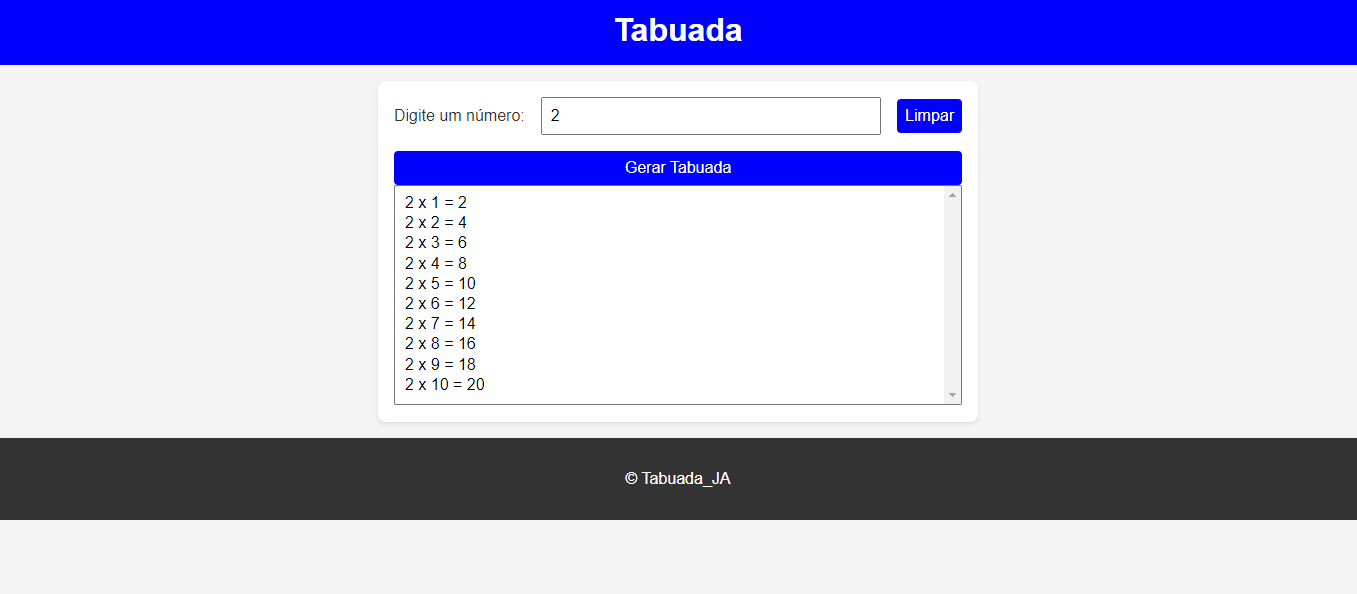 Tabuada
Digite um número: 2 Limpar
Gerar Tabuada
2 x 1 = 2
2 x 2 = 4
2 x 3 = 6
2 x 4 = 8
2 x 5 = 10
2 x 6 = 12
2 x 7 = 14
2 x 8 = 16
2 x 9 = 18
2 x 10 = 20
© Tabuada_JA